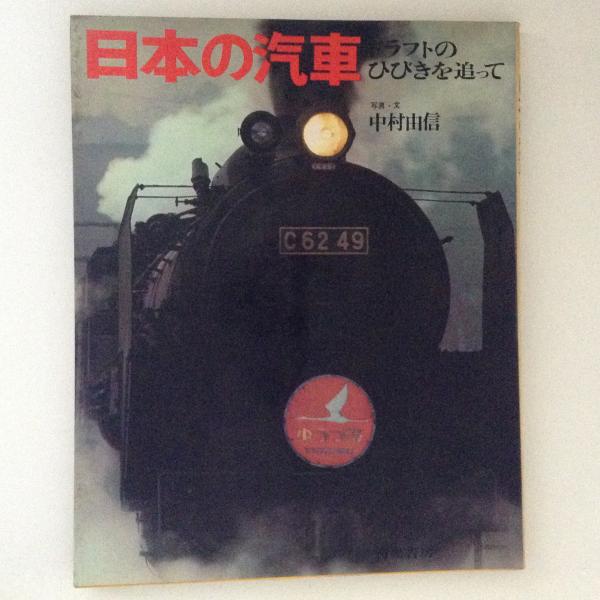 日本の汽車
ドラフトの
ひびきを追って
写真・文
中村由信
C62 49